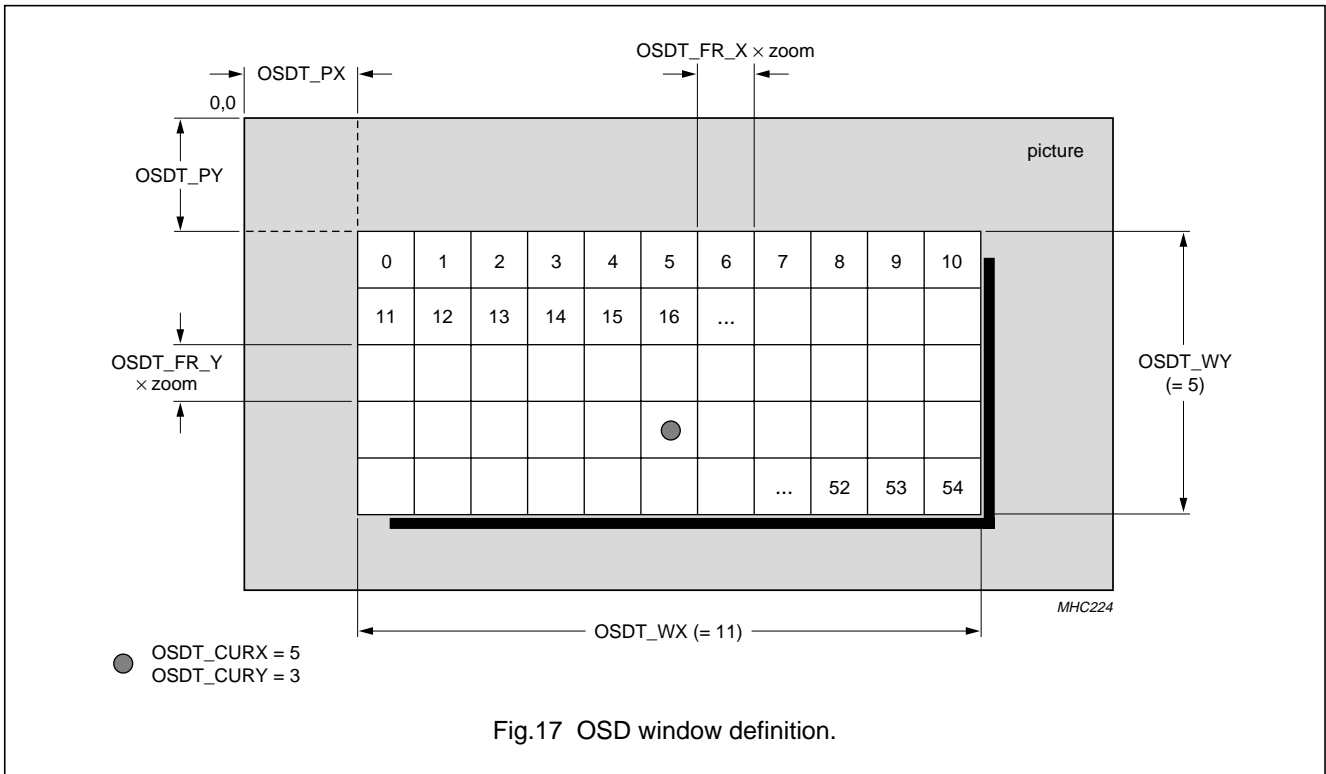 OSDT_FR_X × zoom
OSDT_PX
0,0
picture
OSDT_PY
0 1 2 3 4 5 6 7 8 9 10
11 12 13 14 15 16 ...
OSDT_FR_Y
× zoom
OSDT_WY
(= 5)
... 52 53 54
MHC224
OSDT_WX (= 11)
OSDT_CURX = 5
OSDT_CURY = 3
Fig.17 OSD window definition.